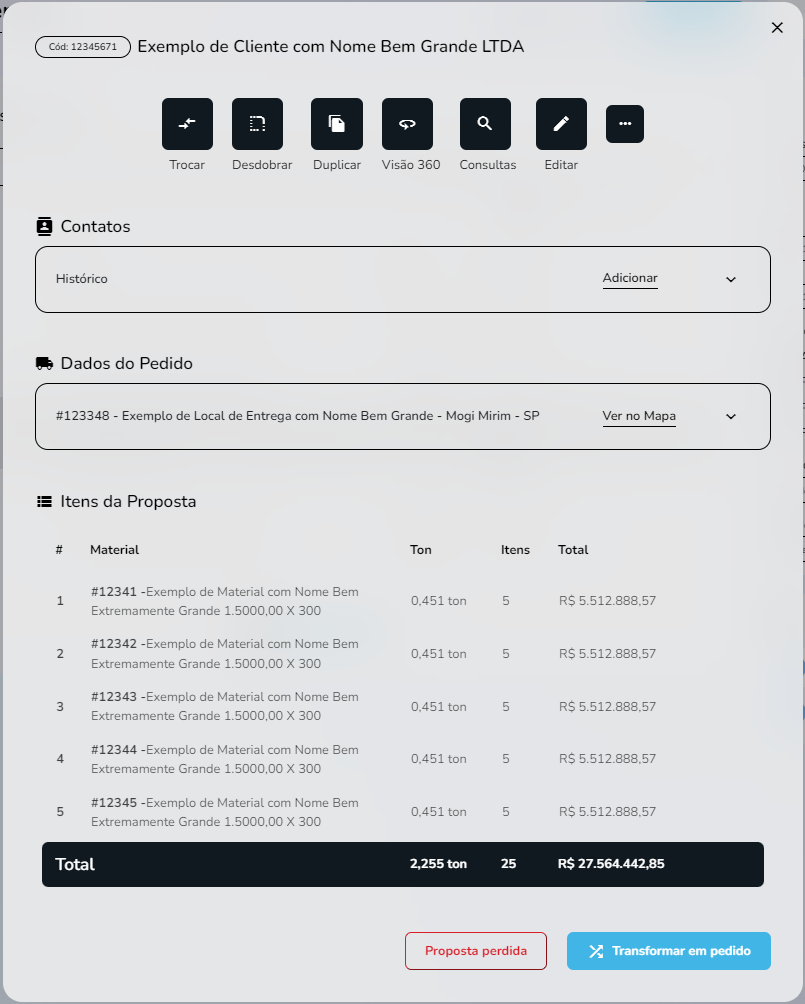 Cód: 12345671 Exemplo de Cliente com Nome Bem Grande LTDA
Trocar Desdobrar Duplicar Visão 360 Consultas Editar
Contatos
Histórico Adicionar
Dados do Pedido
#123348 - Exemplo de Local de Entrega com Nome Bem Grande - Mogi Mirim - SP Ver no Mapa
Itens da Proposta
# Material Ton Itens Total
1 #12341 -Exemplo de Material com Nome Bem 0,451 ton 5 R$ 5.512.888,57
Extremamente Grande 1.5000,00 X 300
2 #12342 -Exemplo de Material com Nome Bem 0,451 ton 5 R$ 5.512.888,57
Extremamente Grande 1.5000,00 X 300
3 #12343 -Exemplo de Material com Nome Bem 0,451 ton 5 R$ 5.512.888,57
Extremamente Grande 1.5000,00 X 300
4 #12344 -Exemplo de Material com Nome Bem 0,451 ton 5 R$ 5.512.888,57
Extremamente Grande 1.5000,00 X 300
5 #12345 -Exemplo de Material com Nome Bem 0,451 ton 5 R$ 5.512.888,57
Extremamente Grande 1.5000,00 X 300
Total 2,255 ton 25 R$ 27.564.442,85
Proposta perdida Transformar em pedido